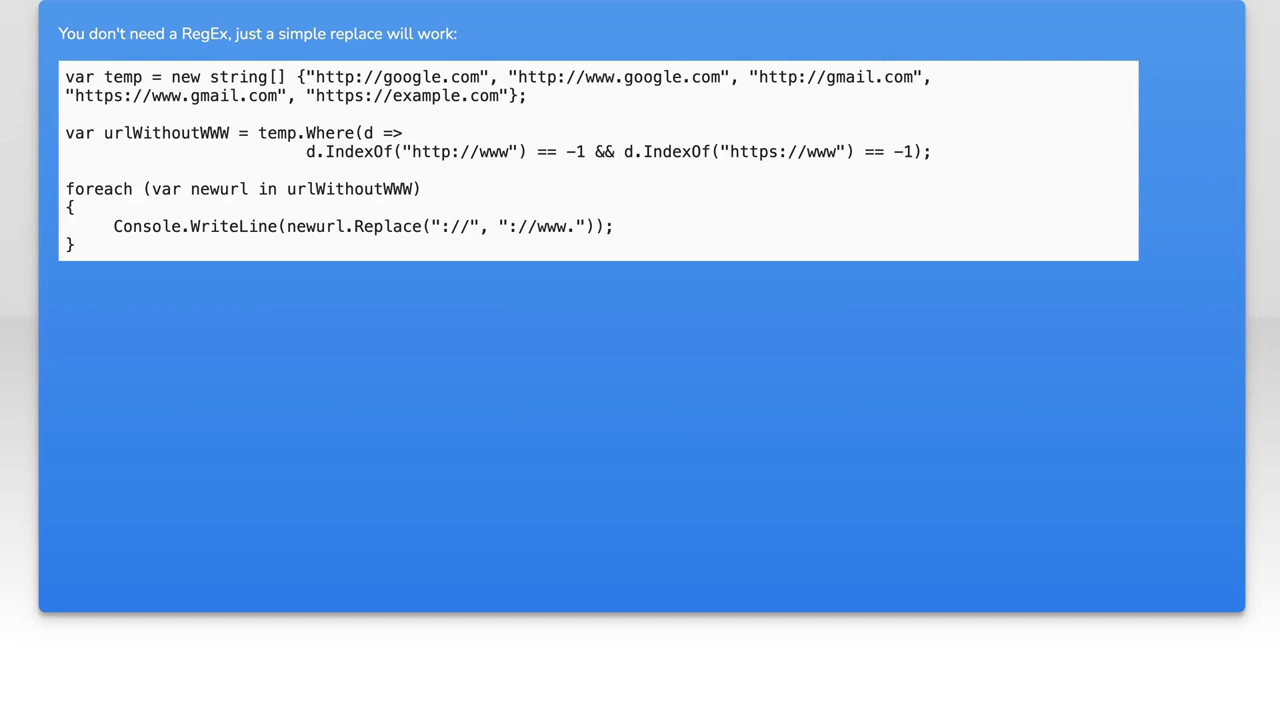 You don't need a RegEx, just a simple replace will work:
var temp = new string[] {"http://google.com", "http://www.google.com", "http://gmail.com",
"https://www.gmail.com", "https://example.com"};
var urlWithoutWWW = temp.Where(d =>
                         d.IndexOf("http://www") == -1 && d.IndexOf("https://www") == -1);
foreach (var newurl in urlWithoutWWW)
{
     Console.WriteLine(newurl.Replace("://", "://www."));
}